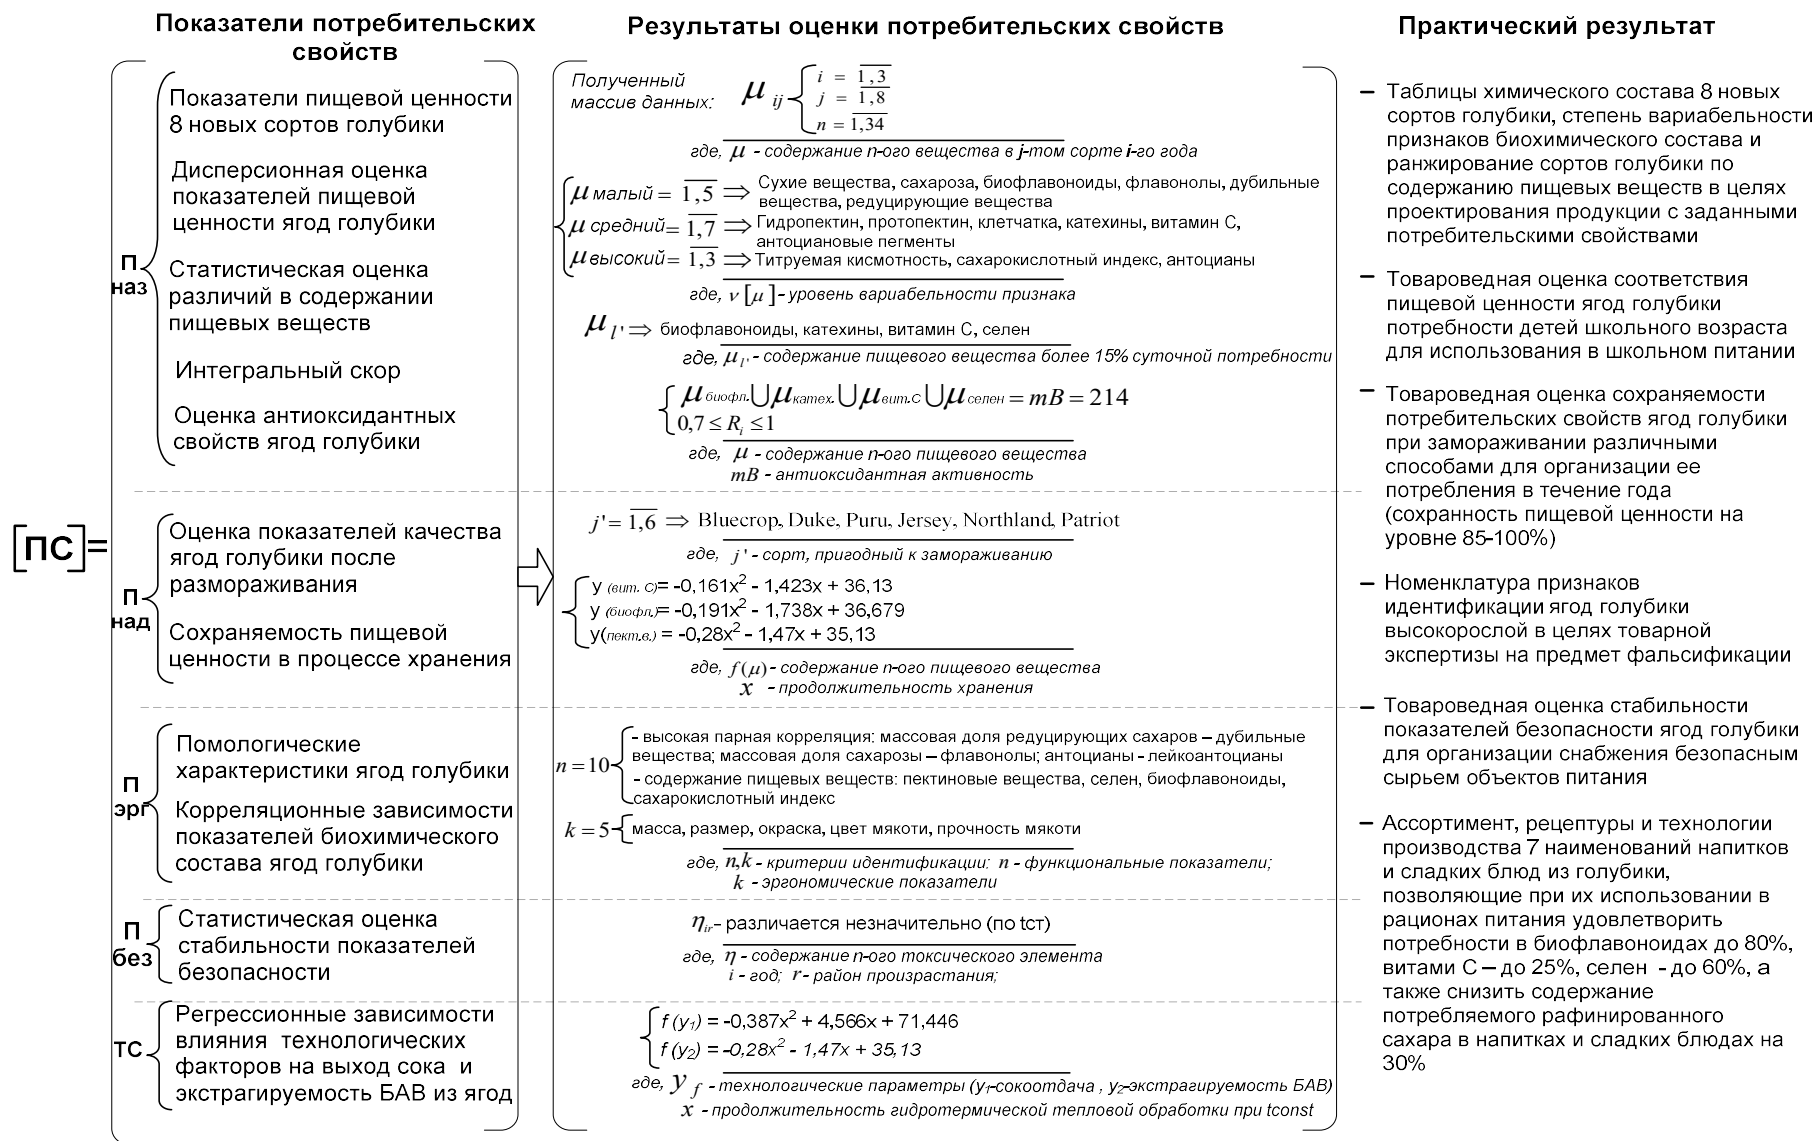 Показатели потребительских
свойств
Результаты оценки потребительских свойств
Практический результат
[ПС]=
П
наз
Показатели пищевой ценности
8 новых сортов голубики
Дисперсионная оценка
показателей пищевой
ценности ягод голубики
Статистическая оценка
различий в содержании
пищевых веществ
Интегральный скор
Оценка антиоксидантных
свойств ягод голубики
П
над
Оценка показателей качества
ягод голубики после
размораживания
Сохраняемость пищевой
ценности в процессе хранения
П
эрг
Помологические
характеристики ягод голубики
Корреляционные зависимости
показателей биохимического
состава ягод голубики
П
без
Статистическая оценка
стабильности показателей
безопасности
ТС
Регрессионные зависимости
влияния технологических
факторов на выход сока и
экстрагируемость БАВ из ягод
Полученный
массив данных:
μ ij
i = 1,3
j = 1,8
n = 1,34
где, μ - содержание n-ого вещества в j-том сорте i-го года
μ малый = 1,5 ⇒ Сухие вещества, сахароза, биофлавоноиды, флавонолы, дубильные
вещества, редуцирующие вещества
μ средний= 1,7 ⇒ Гидропектин, протопектин, клетчатка, катехины, витамин С,
антоциановые пегменты
μ высокий= 1,3 ⇒ Титруемая кисмотность, сахарокислотный индекс, антоцианы
где, ν [μ] - уровень вариабельности признака
μ l' ⇒ биофлавоноиды, катехины, витамин С, селен
где, μ l' - содержание пищевого вещества более 15% суточной потребности
μ биофл. ⋃ μ катех. ⋃ μ вит.С ⋃ μ селен = mB = 214
0,7 ≤ Ri ≤ 1
где, μ - содержание n-ого пищевого вещества
mB - антиоксидантная активность
j' = 1,6 ⇒ Bluecrop, Duke, Puru, Jersey, Northland, Patriot
где, j' - сорт, пригодный к замораживанию
y (вит. С)= -0,161x² - 1,423x + 36,13
y (биофл.)= -0,191x² - 1,738x + 36,679
y(пект.в.) = -0,28x² - 1,47x + 35,13
где, f(μ) - содержание n-ого пищевого вещества
x - продолжительность хранения
n = 10
- высокая парная корреляция: массовая доля редуцирующих сахаров – дубильные
вещества; массовая доля сахарозы – флавонолы; антоцианы - лейкоантоцианы
- содержание пищевых веществ: пектиновые вещества, селен, биофлавоноиды,
сахарокислотный индекс
k = 5 масса, размер, окраска, цвет мякоти, прочность мякоти
где, n,k - критерии идентификации: n - функциональные показатели;
k - эргономические показатели
η ir – различается незначительно (по tст)
где, η - содержание n-ого токсического элемента
i - год; r - район произрастания;
f (y₁) = -0,387x² + 4,566x + 71,446
f (y₂) = -0,28x² - 1,47x + 35,13
где, y f - технологические параметры (y₁-сокоотдача , y₂-экстрагируемость БАВ)
x - продолжительность гидротермической тепловой обработки при tconst
– Таблицы химического состава 8 новых
сортов голубики, степень вариабельности
признаков биохимического состава и
ранжирование сортов голубики по
содержанию пищевых веществ в целях
проектирования продукции с заданными
потребительскими свойствами
– Товароведная оценка соответствия
пищевой ценности ягод голубики
потребности детей школьного возраста
для использования в школьном питании
– Товароведная оценка сохраняемости
потребительских свойств ягод голубики
при замораживании различными
способами для организации ее
потребления в течение года
(сохранность пищевой ценности на
уровне 85-100%)
– Номенклатура признаков
идентификации ягод голубики
высокорослой в целях товарной
экспертизы на предмет фальсификации
– Товароведная оценка стабильности
показателей безопасности ягод голубики
для организации снабжения безопасным
сырьем объектов питания
– Ассортимент, рецептуры и технологии
производства 7 наименований напитков
и сладких блюд из голубики,
позволяющие при их использовании в
рационах питания удовлетворить
потребности в биофлавоноидах до 80%,
витами С – до 25%, селен - до 60%, а
также снизить содержание
потребляемого рафинированного
сахара в напитках и сладких блюдах на
30%